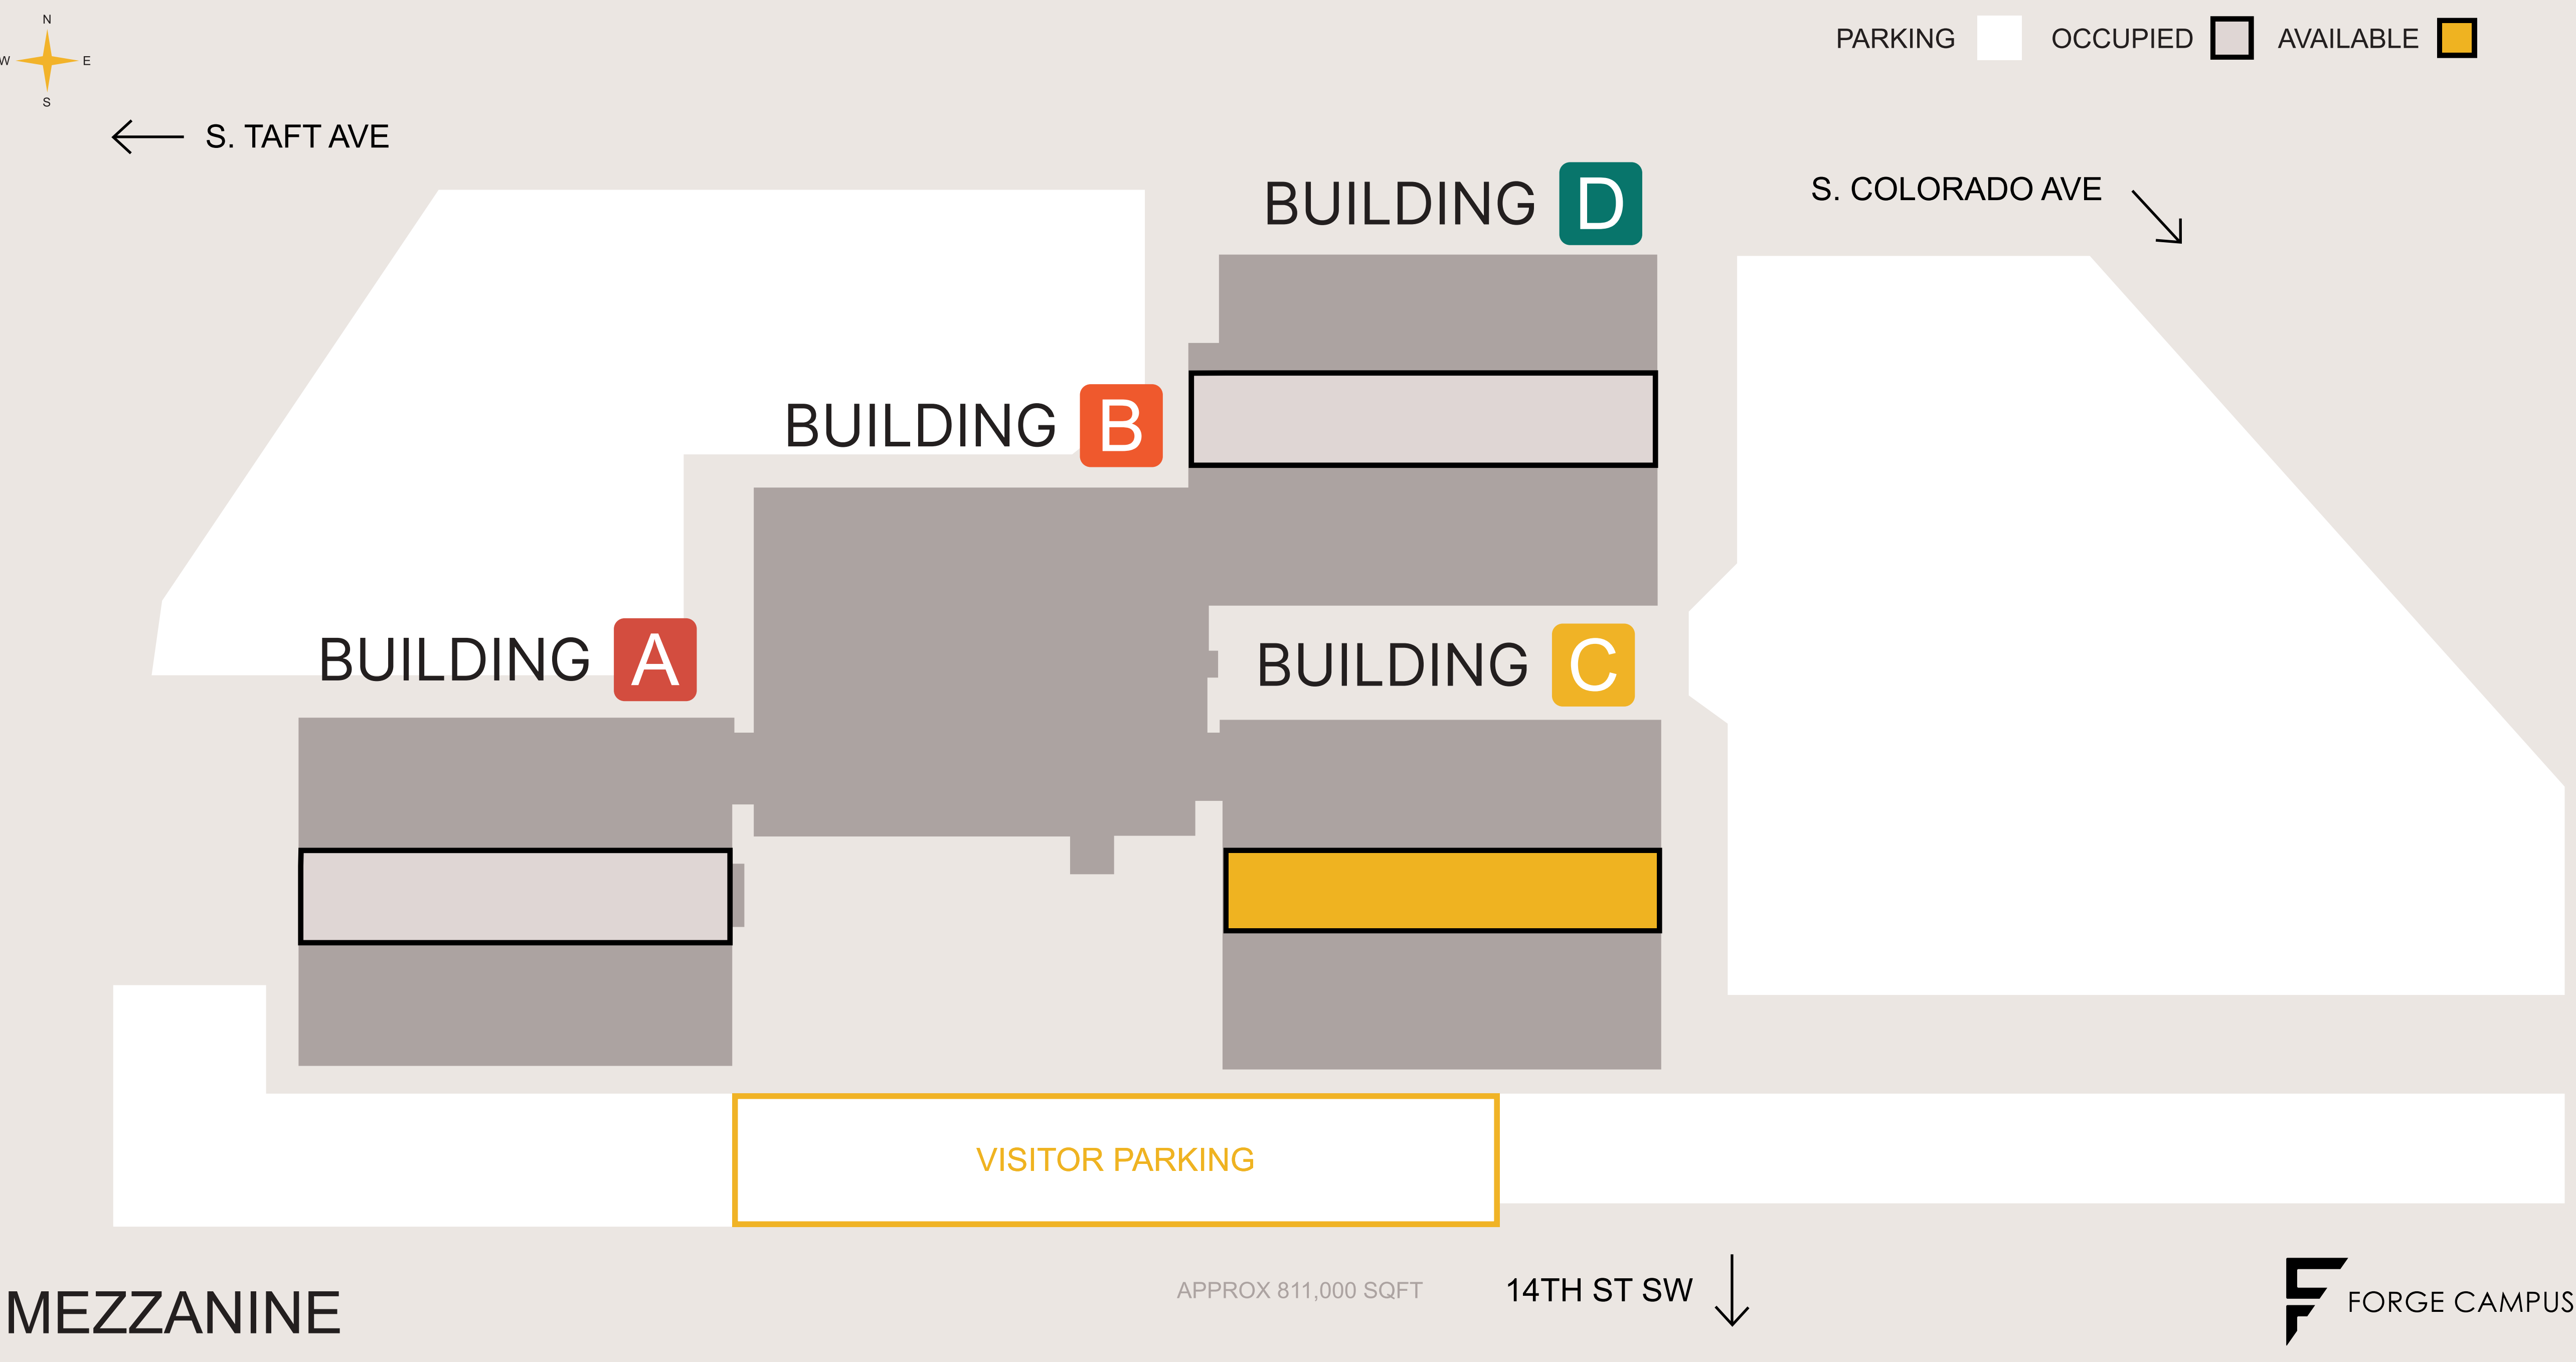 N
W
E
S
PARKING
OCCUPIED
AVAILABLE
S. TAFT AVE
S. COLORADO AVE
BUILDING D
BUILDING B
BUILDING A
BUILDING C
VISITOR PARKING
APPROX 811,000 SQFT
14TH ST SW
MEZZANINE
FORGE CAMPUS